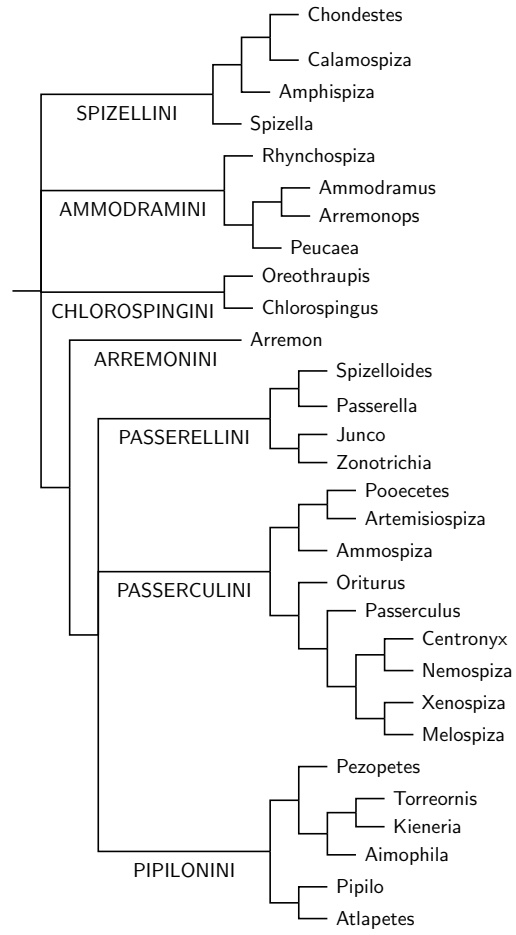 Chondestes
Calamospiza
Amphispiza
SPIZELLINI
Spizella
Rhynchospiza
Ammodramus
AMMODRAMINI
Arremonops
Peucaea
Oreothraupis
CHLOROSPINGINI
Chlorospingus
Arremon
ARREMONINI
Spizelloides
Passerella
PASSERELLINI
Junco
Zonotrichia
Pooecetes
Artemisiospiza
Ammospiza
Oriturus
PASSERCULINI
Passerculus
Centronyx
Nemospiza
Xenospiza
Melospiza
Pezopetes
Torreornis
Kieneria
Aimophila
PIPILONINI
Pipilo
Atlapetes